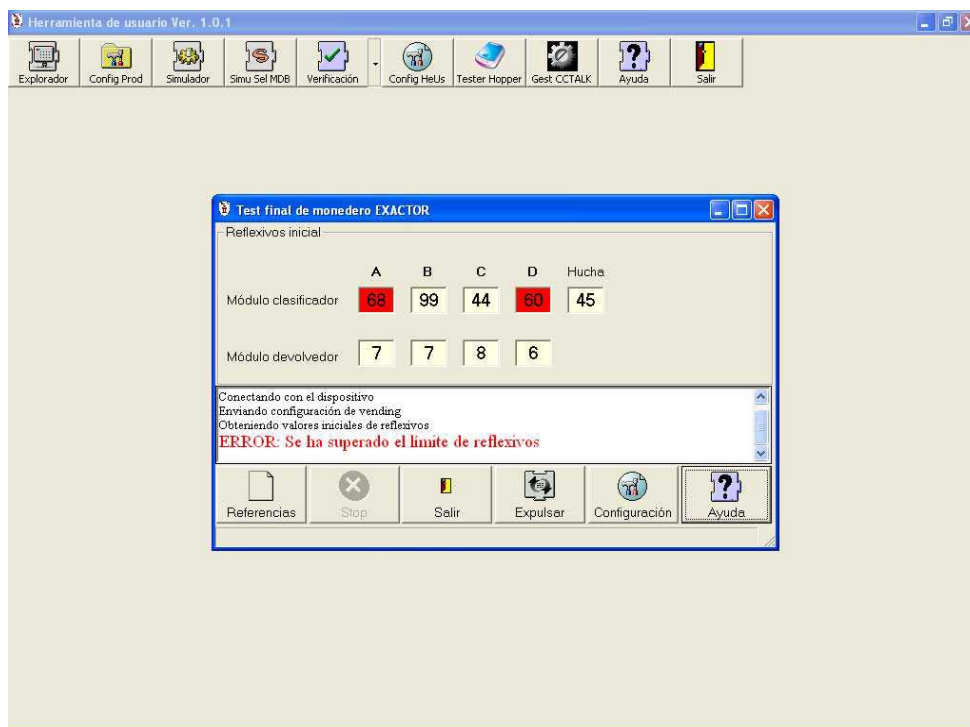 Herramienta de usuario Ver. 1.0.1
Explorador Config Prod Simulador Simu Sel MDB Verificación Config HeUs Tester Hopper Gest CCTALK Ayuda Salir
Test final de monedero EXACTOR
Reflexivos inicial
A B C D Hucha
Módulo clasificador 68 99 44 60 45
Módulo devolvedor 7 7 8 6
Conectando con el dispositivo
Enviando configuración de vending
Obteniendo valores iniciales de reflexivos
ERROR: Se ha superado el límite de reflexivos
Referencias Stop Salir Expulsar Configuración Ayuda